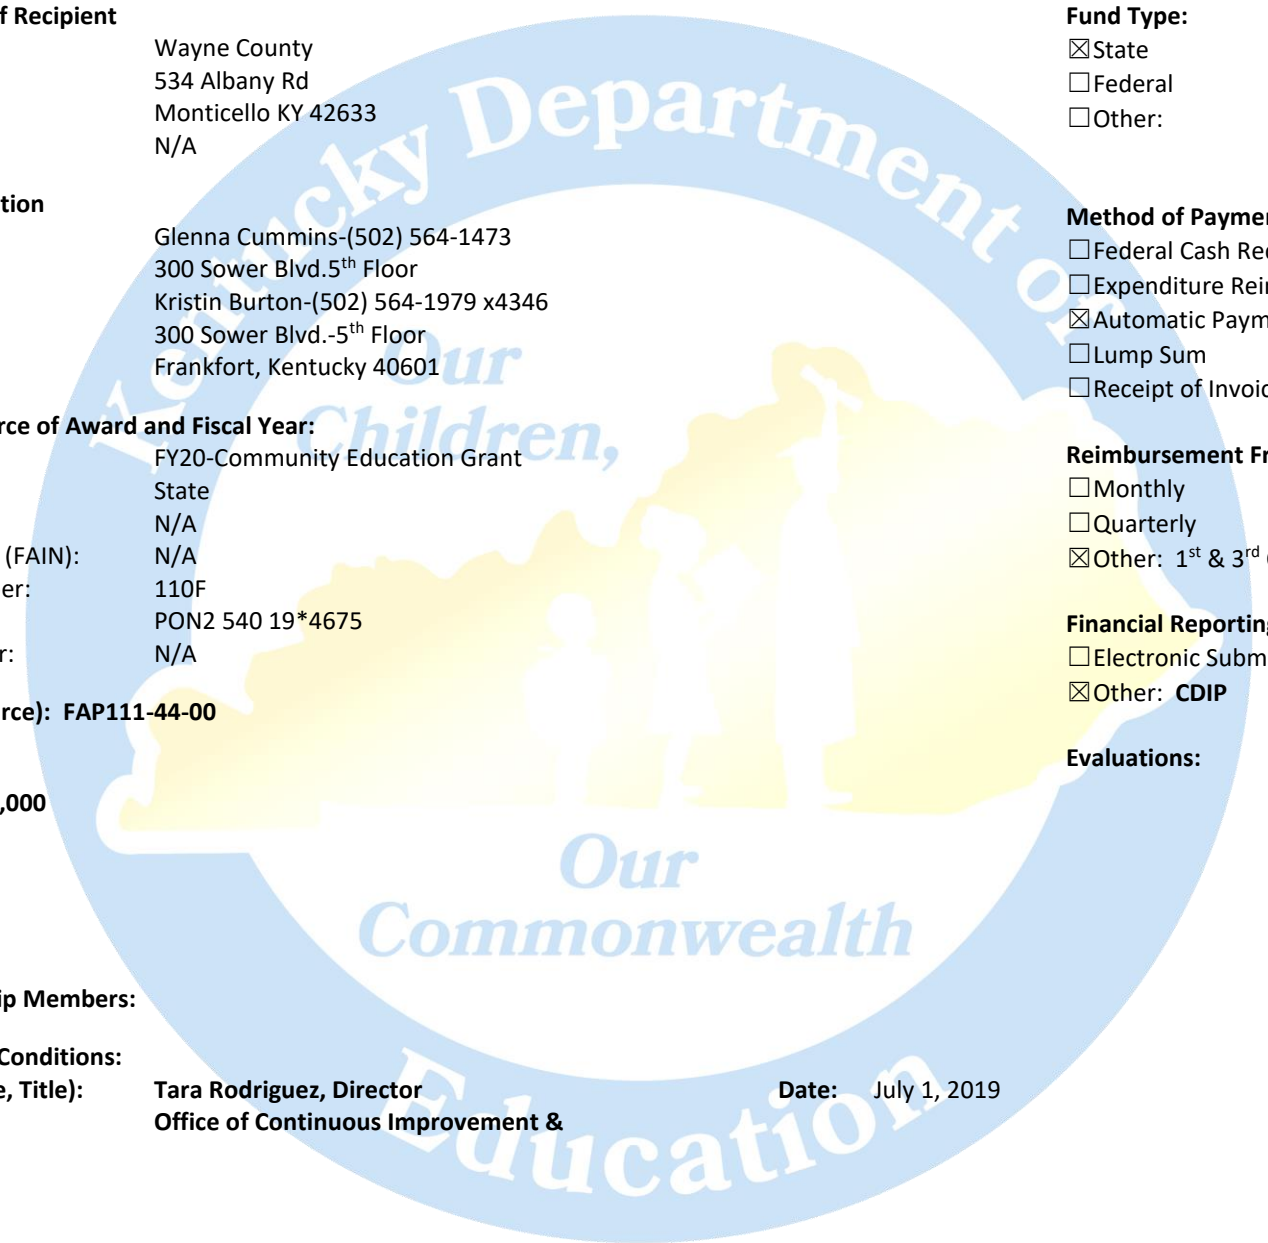 f Recipient
Wayne County
534 Albany Rd
Monticello KY 42633
N/A
tion
Glenna Cummins-(502) 564-1473
300 Sower Blvd.5th Floor
Kristin Burton-(502) 564-1979 x4346
300 Sower Blvd.-5th Floor
Frankfort, Kentucky 40601
rce of Award and Fiscal Year:
FY20-Community Education Grant
State
N/A
(FAIN): N/A
er: 110F
PON2 540 19*4675
r: N/A
rce): FAP111-44-00
,000
ip Members:
Conditions:
e, Title): Tara Rodriguez, Director Date: July 1, 2019
Office of Continuous Improvement &
Fund Type:
☒State
☐Federal
☐Other:
Method of Payme
☐Federal Cash Re
☐Expenditure Rei
☒Automatic Paym
☐Lump Sum
☐Receipt of Invoi
Reimbursement Fr
☐Monthly
☐Quarterly
☒Other: 1st & 3rd
Financial Reporting
☐Electronic Subm
☒Other: CDIP
Evaluations:
Kentucky Department of
Education
Our
Children,
Our
Commonwealth